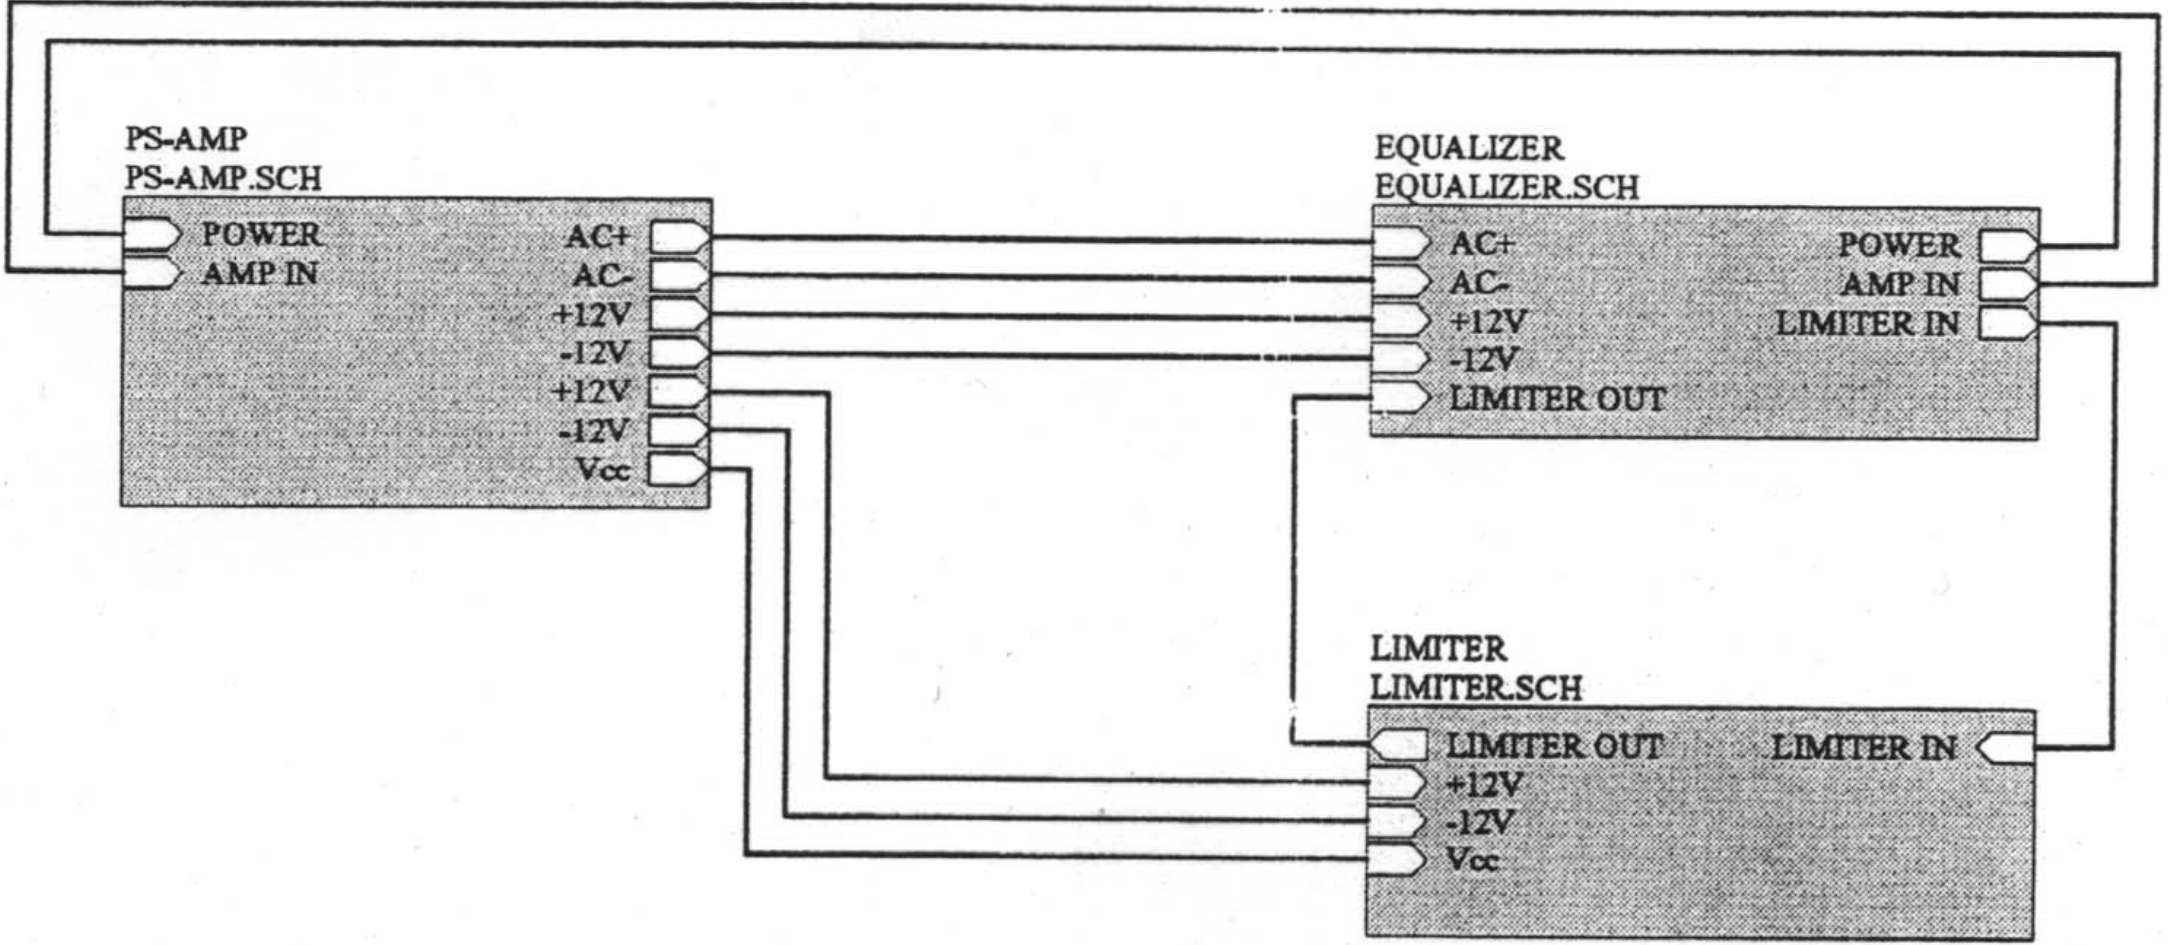 PS-AMP
PS-AMP.SCH
POWER
AMP IN
AC+
AC-
+12V
-12V
+12V
-12V
Vcc
EQUALIZER
EQUALIZER.SCH
AC+
AC-
+12V
-12V
LIMITER OUT
POWER
AMP IN
LIMITER IN
LIMITER
LIMITER.SCH
LIMITER OUT
+12V
-12V
Vcc
LIMITER IN